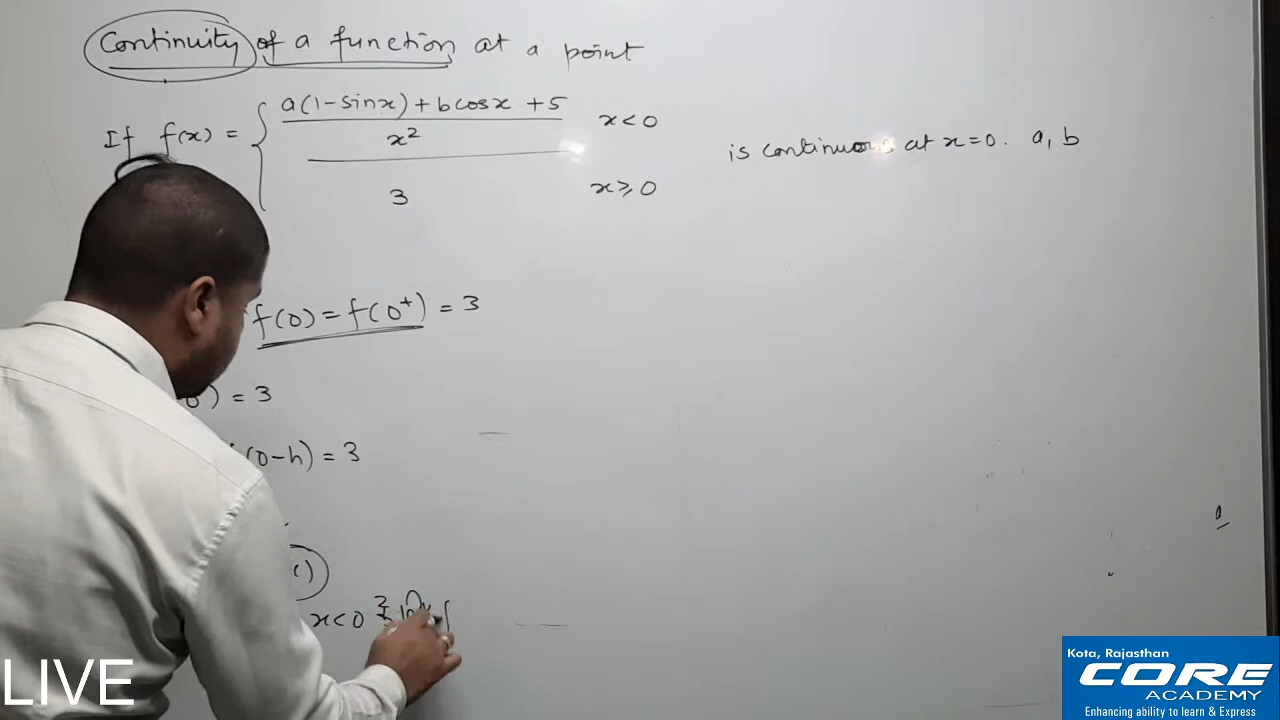 Continuity of a function at a point
If f(x) = { a(1-sinx) + b cosx + 5 / x² x<0
3 x≥0
is continuous at x=0. a, b
f(0) = f(0⁺) = 3
) = 3
(0-h) = 3
x<0
LIVE
Kota, Rajasthan
CORE
ACADEMY
Enhancing ability to learn & Express